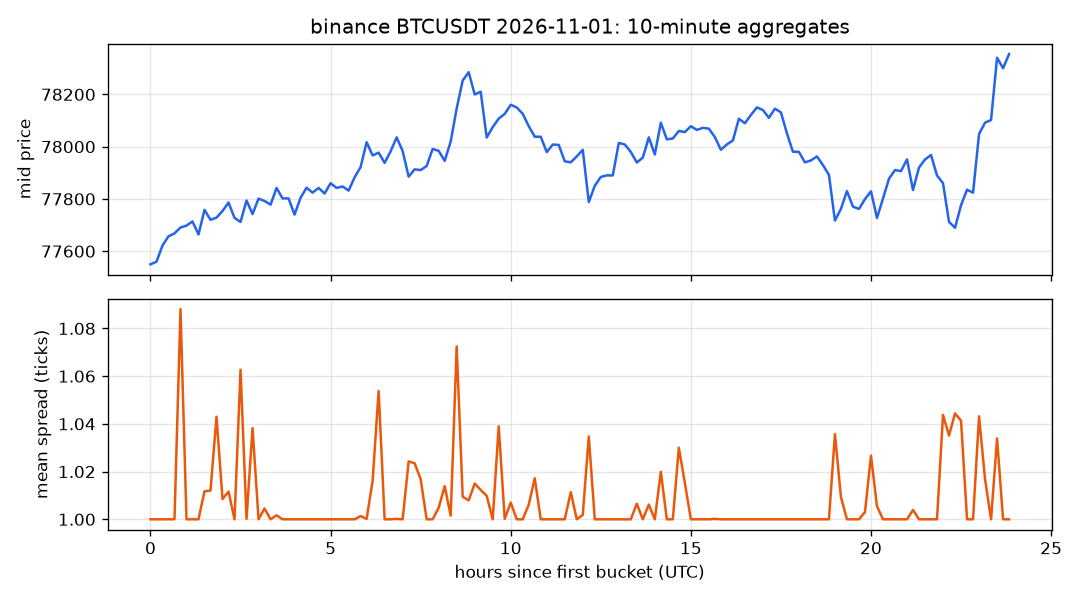 binance BTCUSDT 2026-11-01: 10-minute aggregates
78200
78000
77800
77600
mid price
1.08
1.06
1.04
1.02
1.00
mean spread (ticks)
0 5 10 15 20 25
hours since first bucket (UTC)